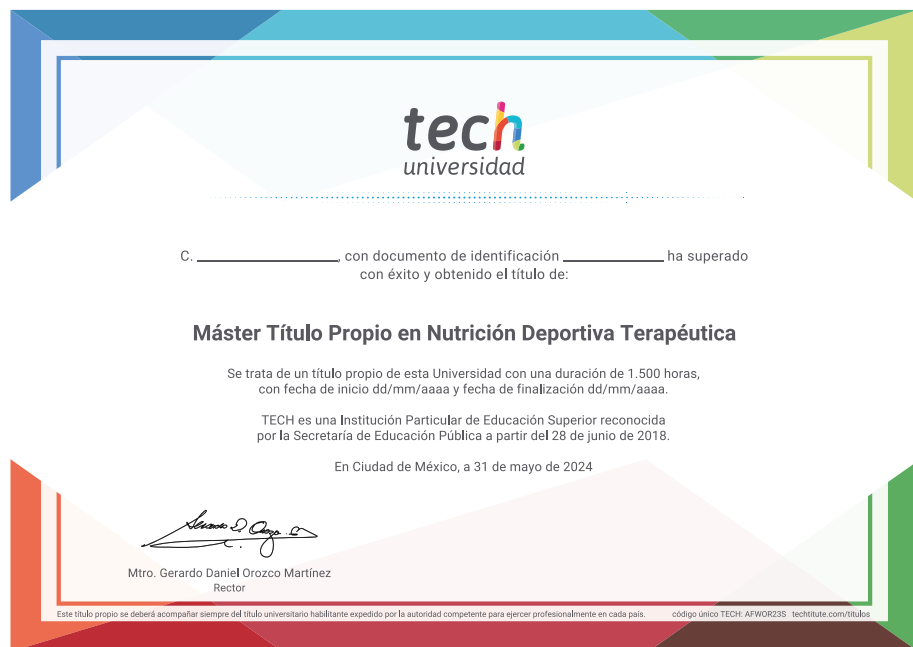 tech
universidad
C. ____________, con documento de identificación ____________ ha superado
con éxito y obtenido el título de:
Máster Título Propio en Nutrición Deportiva Terapéutica
Se trata de un título propio de esta Universidad con una duración de 1.500 horas,
con fecha de inicio dd/mm/aaaa y fecha de finalización dd/mm/aaaa.
TECH es una Institución Particular de Educación Superior reconocida
por la Secretaría de Educación Pública a partir del 28 de junio de 2018.
En Ciudad de México, a 31 de mayo de 2024
Mtro. Gerardo Daniel Orozco Martínez
Rector
Este título propio se deberá acompañar siempre del título universitario habilitante expedido por la autoridad competente para ejercer profesionalmente en cada país. código único TECH: AFWOR23S techtitute.com/titulos